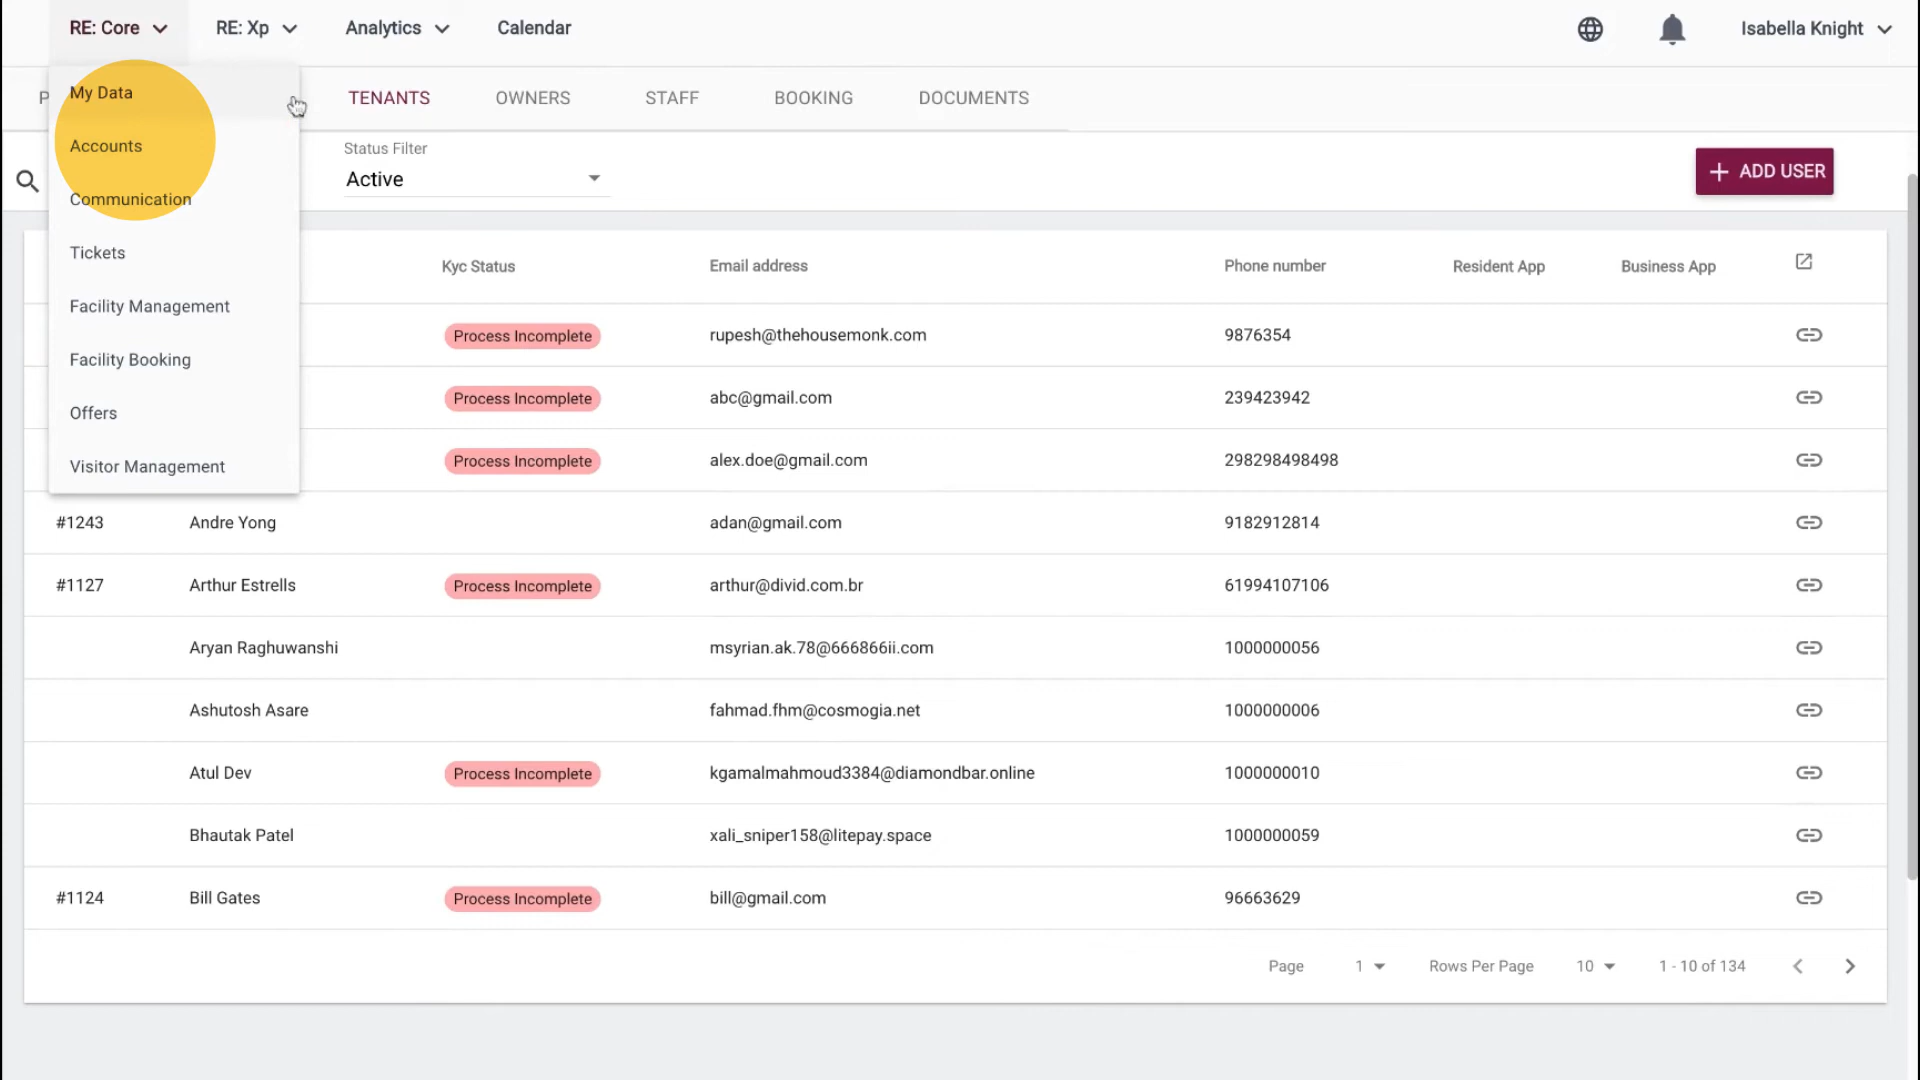 RE: Core RE: Xp Analytics Calendar Isabella Knight
P TENANTS OWNERS STAFF BOOKING DOCUMENTS
My Data
Accounts
Communication
Tickets
Facility Management
Facility Booking
Offers
Visitor Management
Status Filter
Active
+ ADD USER
Kyc Status Email address Phone number Resident App Business App
Process Incomplete rupesh@thehousemonk.com 9876354
Process Incomplete abc@gmail.com 239423942
Process Incomplete alex.doe@gmail.com 298298498498
#1243 Andre Yong adan@gmail.com 9182912814
#1127 Arthur Estrells Process Incomplete arthur@divid.com.br 61994107106
Aryan Raghuwanshi msyrian.ak.78@666866ii.com 1000000056
Ashutosh Asare fahmad.fhm@cosmogia.net 1000000006
Atul Dev Process Incomplete kgamalmahmoud3384@diamondbar.online 1000000010
Bhautak Patel xali_sniper158@litepay.space 1000000059
#1124 Bill Gates Process Incomplete bill@gmail.com 96663629
Page 1 Rows Per Page 10 1 - 10 of 134